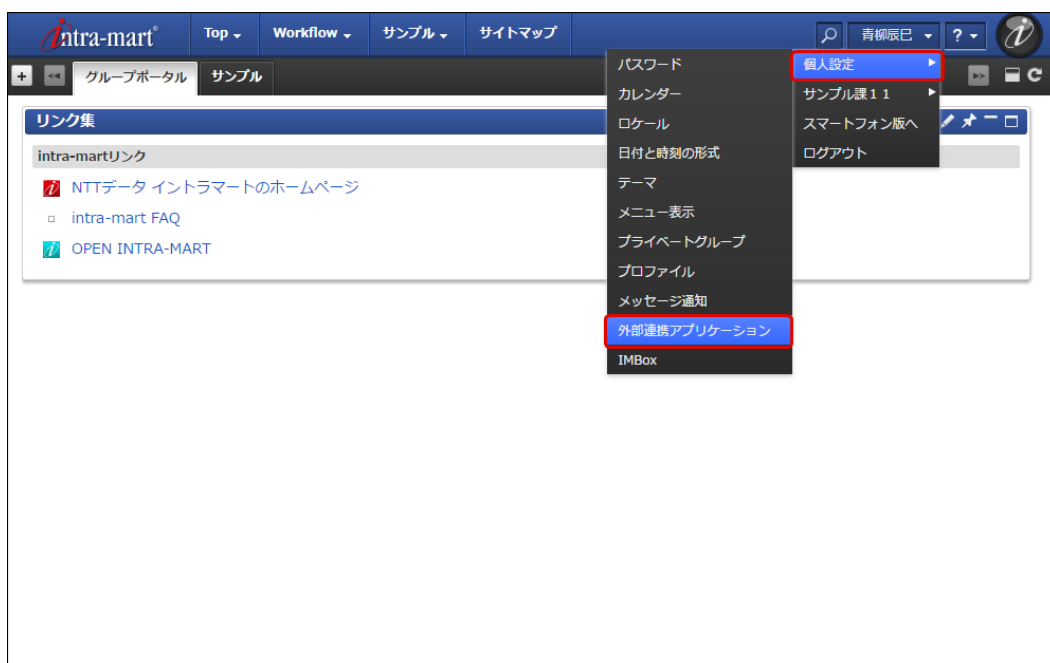 intra-mart® Top Workflow サンプル サイトマップ 青柳辰巳 ?
グループポータル サンプル
パスワード
カレンダー
ロケール
日付と時刻の形式
テーマ
メニュー表示
プライベートグループ
プロファイル
メッセージ通知
外部連携アプリケーション
IMBox
個人設定
サンプル課11
スマートフォン版へ
ログアウト
リンク集
intra-martリンク
NTTデータ イントラマートのホームページ
intra-mart FAQ
OPEN INTRA-MART